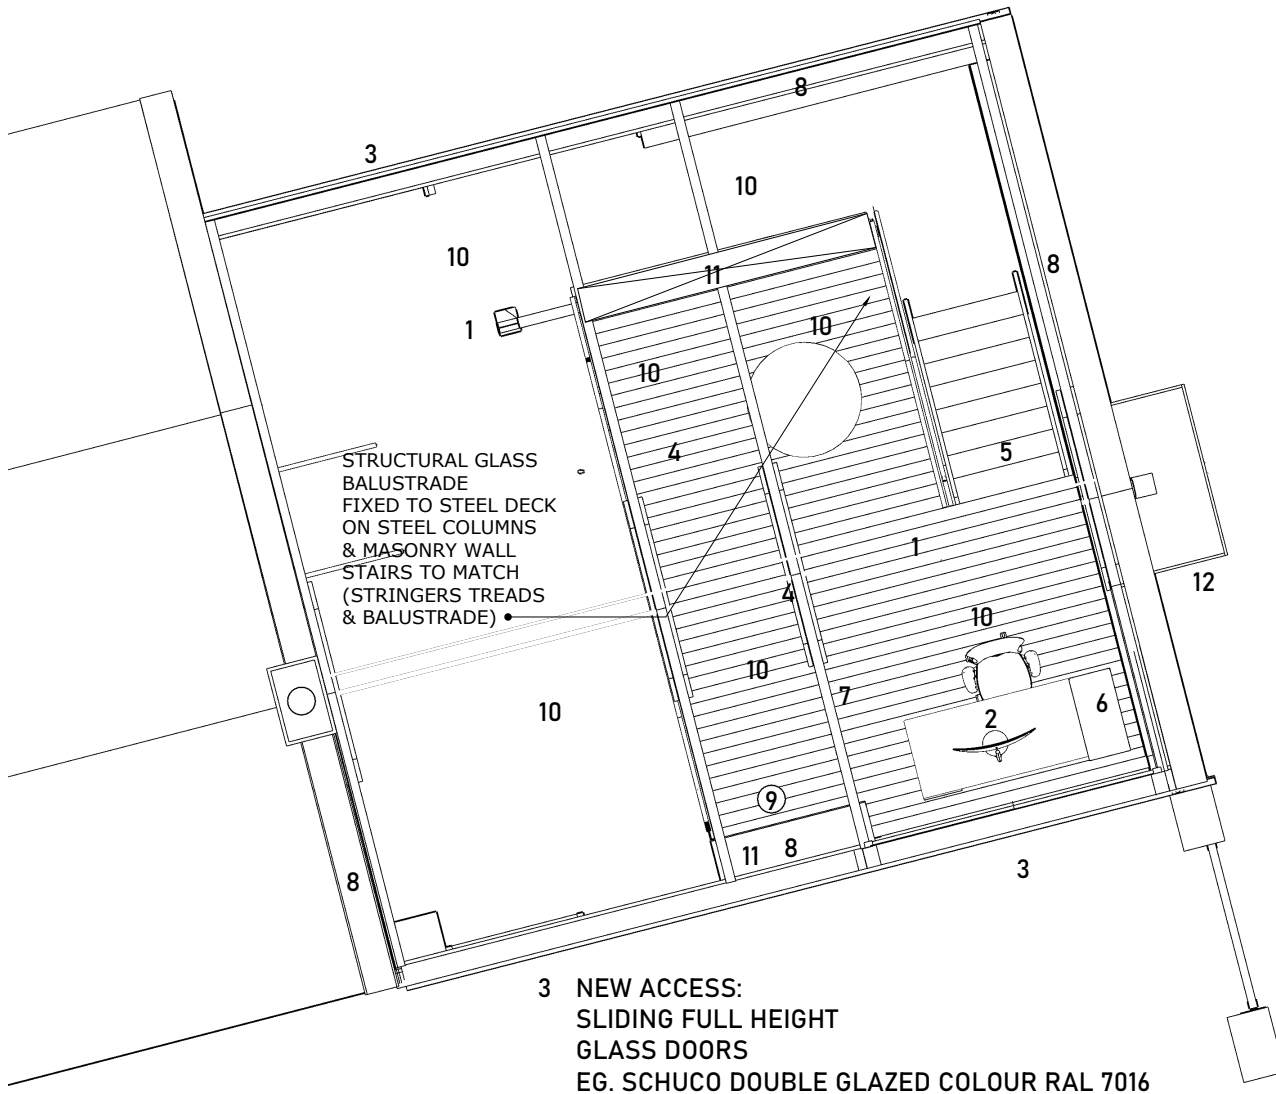 8
3
10
10
8
11
1
10
10
4
5
STRUCTURAL GLASS
BALUSTRADE
FIXED TO STEEL DECK
ON STEEL COLUMNS
& MASONRY WALL
STAIRS TO MATCH
(STRINGERS TREADS
& BALUSTRADE)
1
12
4
10
10
7
6
10
2
9
11
8
8
3
3 NEW ACCESS:
SLIDING FULL HEIGHT
GLASS DOORS
EG. SCHUCO DOUBLE GLAZED COLOUR RAL 7016